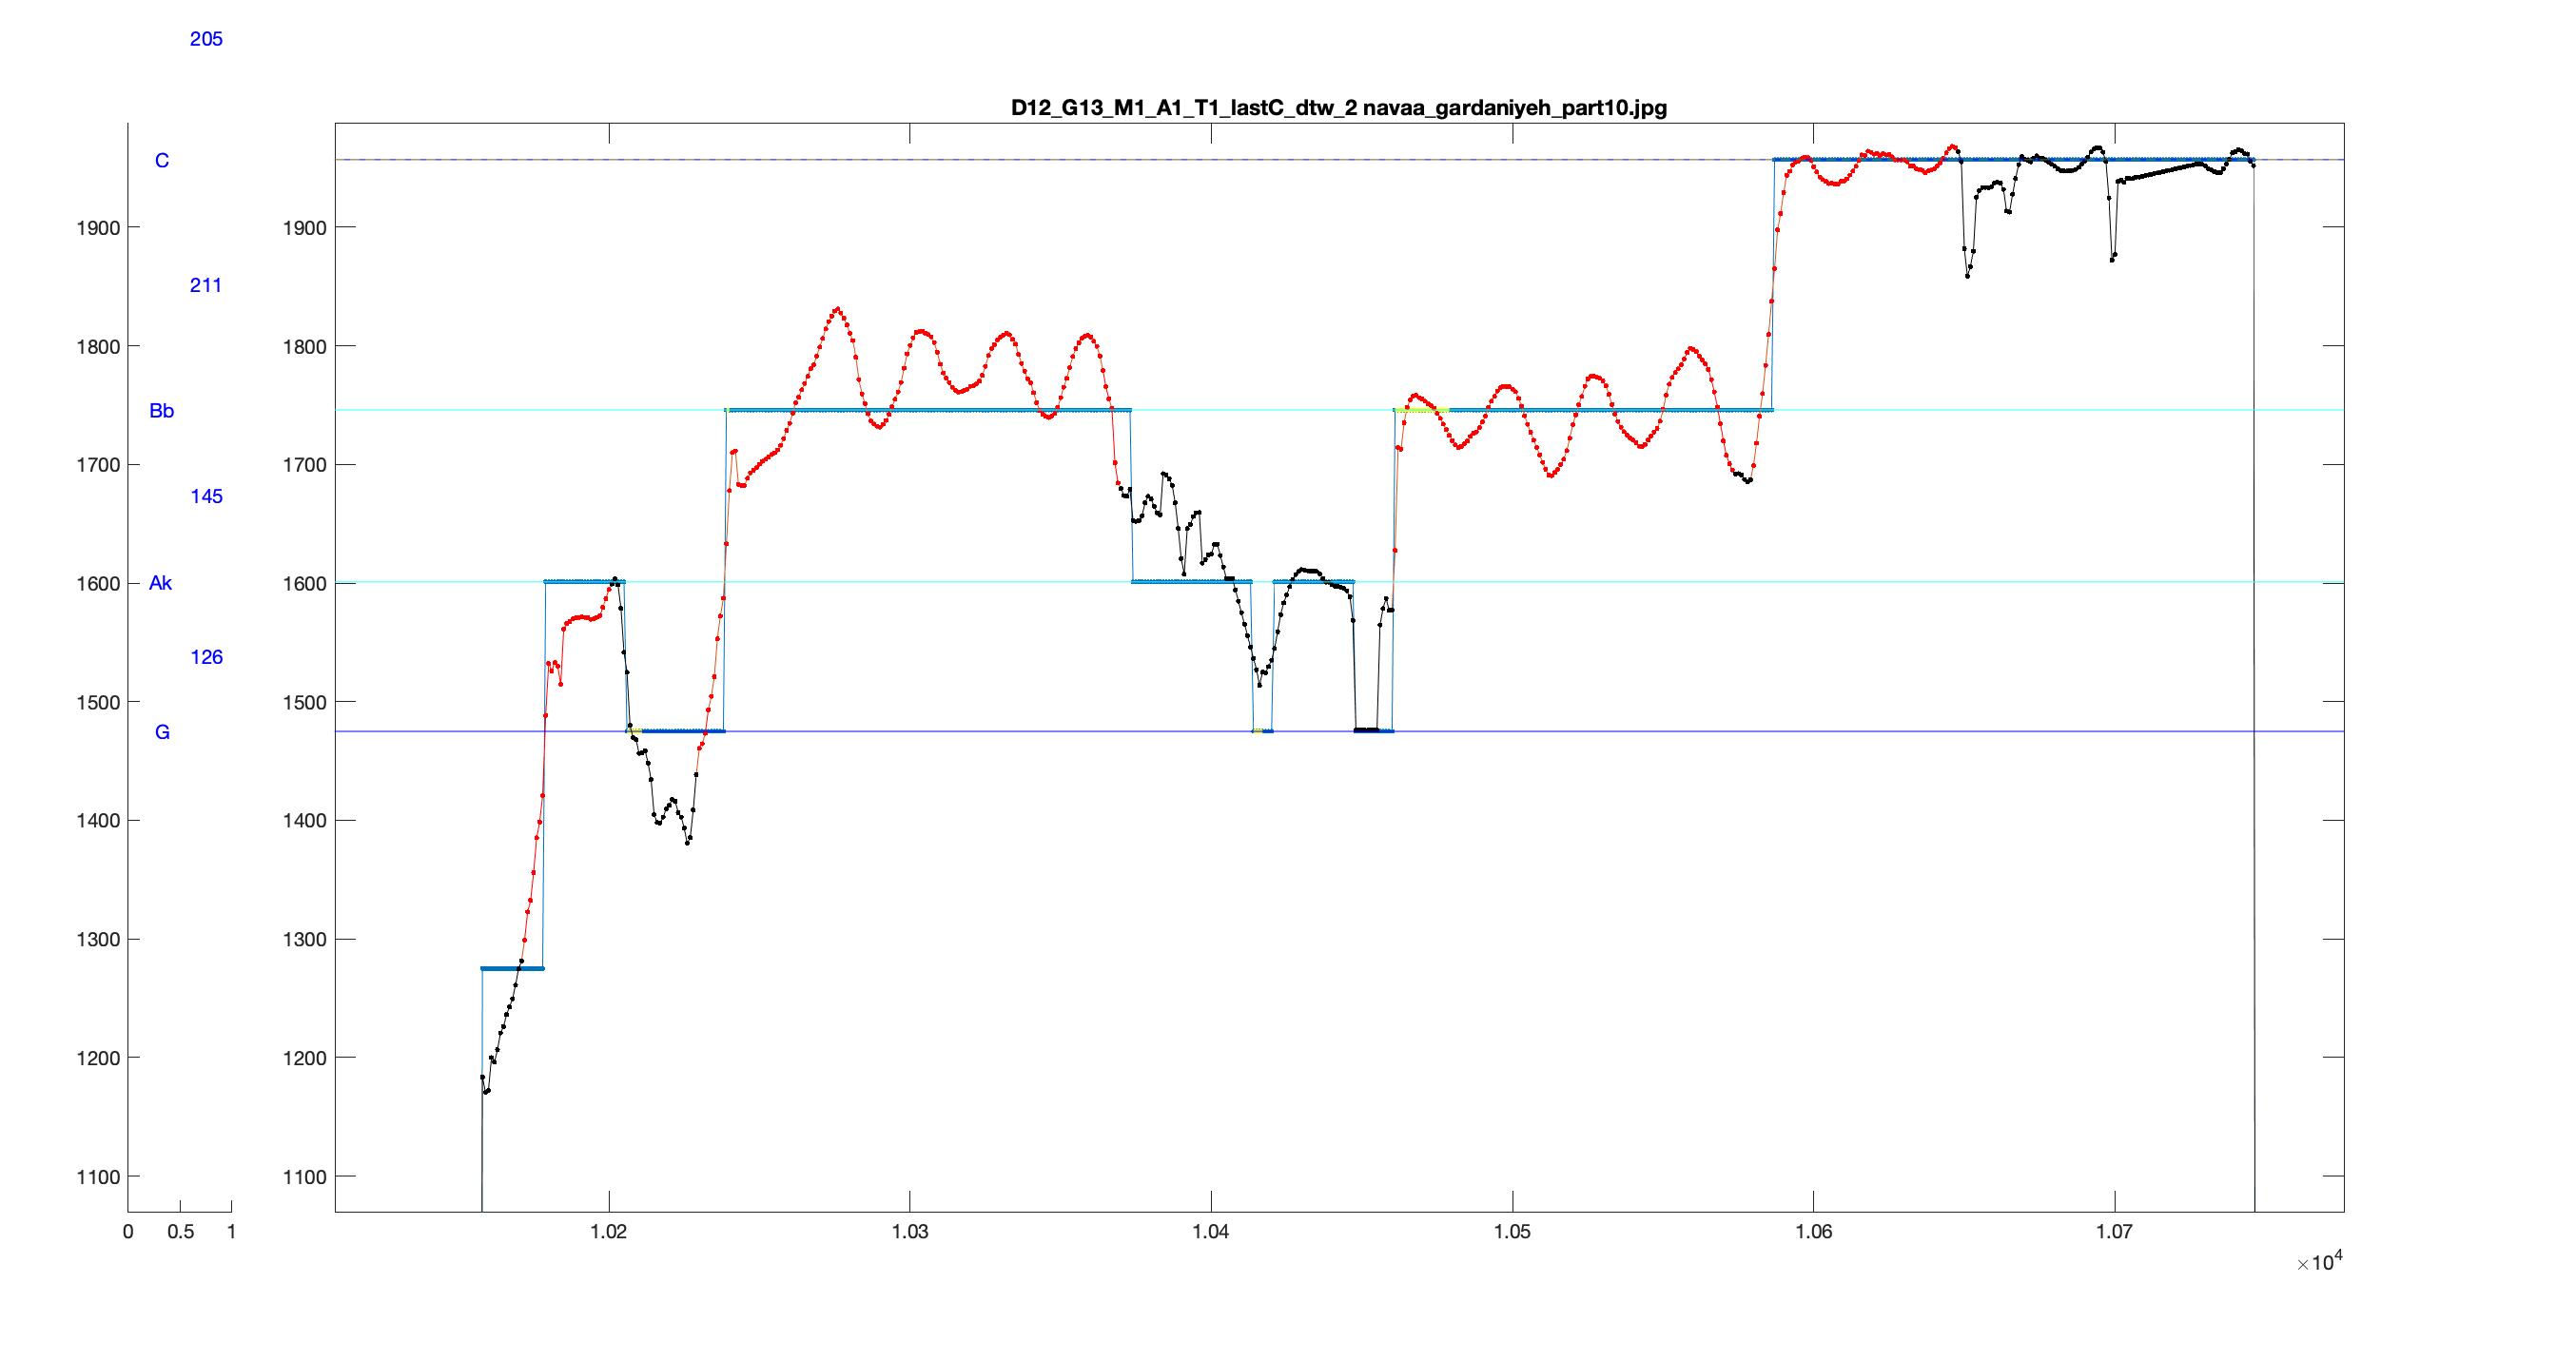 205
D12_G13_M1_A1_T1_lastC_dtw_2 navaa_gardaniyeh_part10.jpg
C
1900 1900
211
1800 1800
Bb
1700 1700
145
1600 Ak 1600
126
1500 1500
G
1400 1400
1300 1300
1200 1200
1100 1100
0 0.5 1 1.02 1.03 1.04 1.05 1.06 1.07
×10⁴